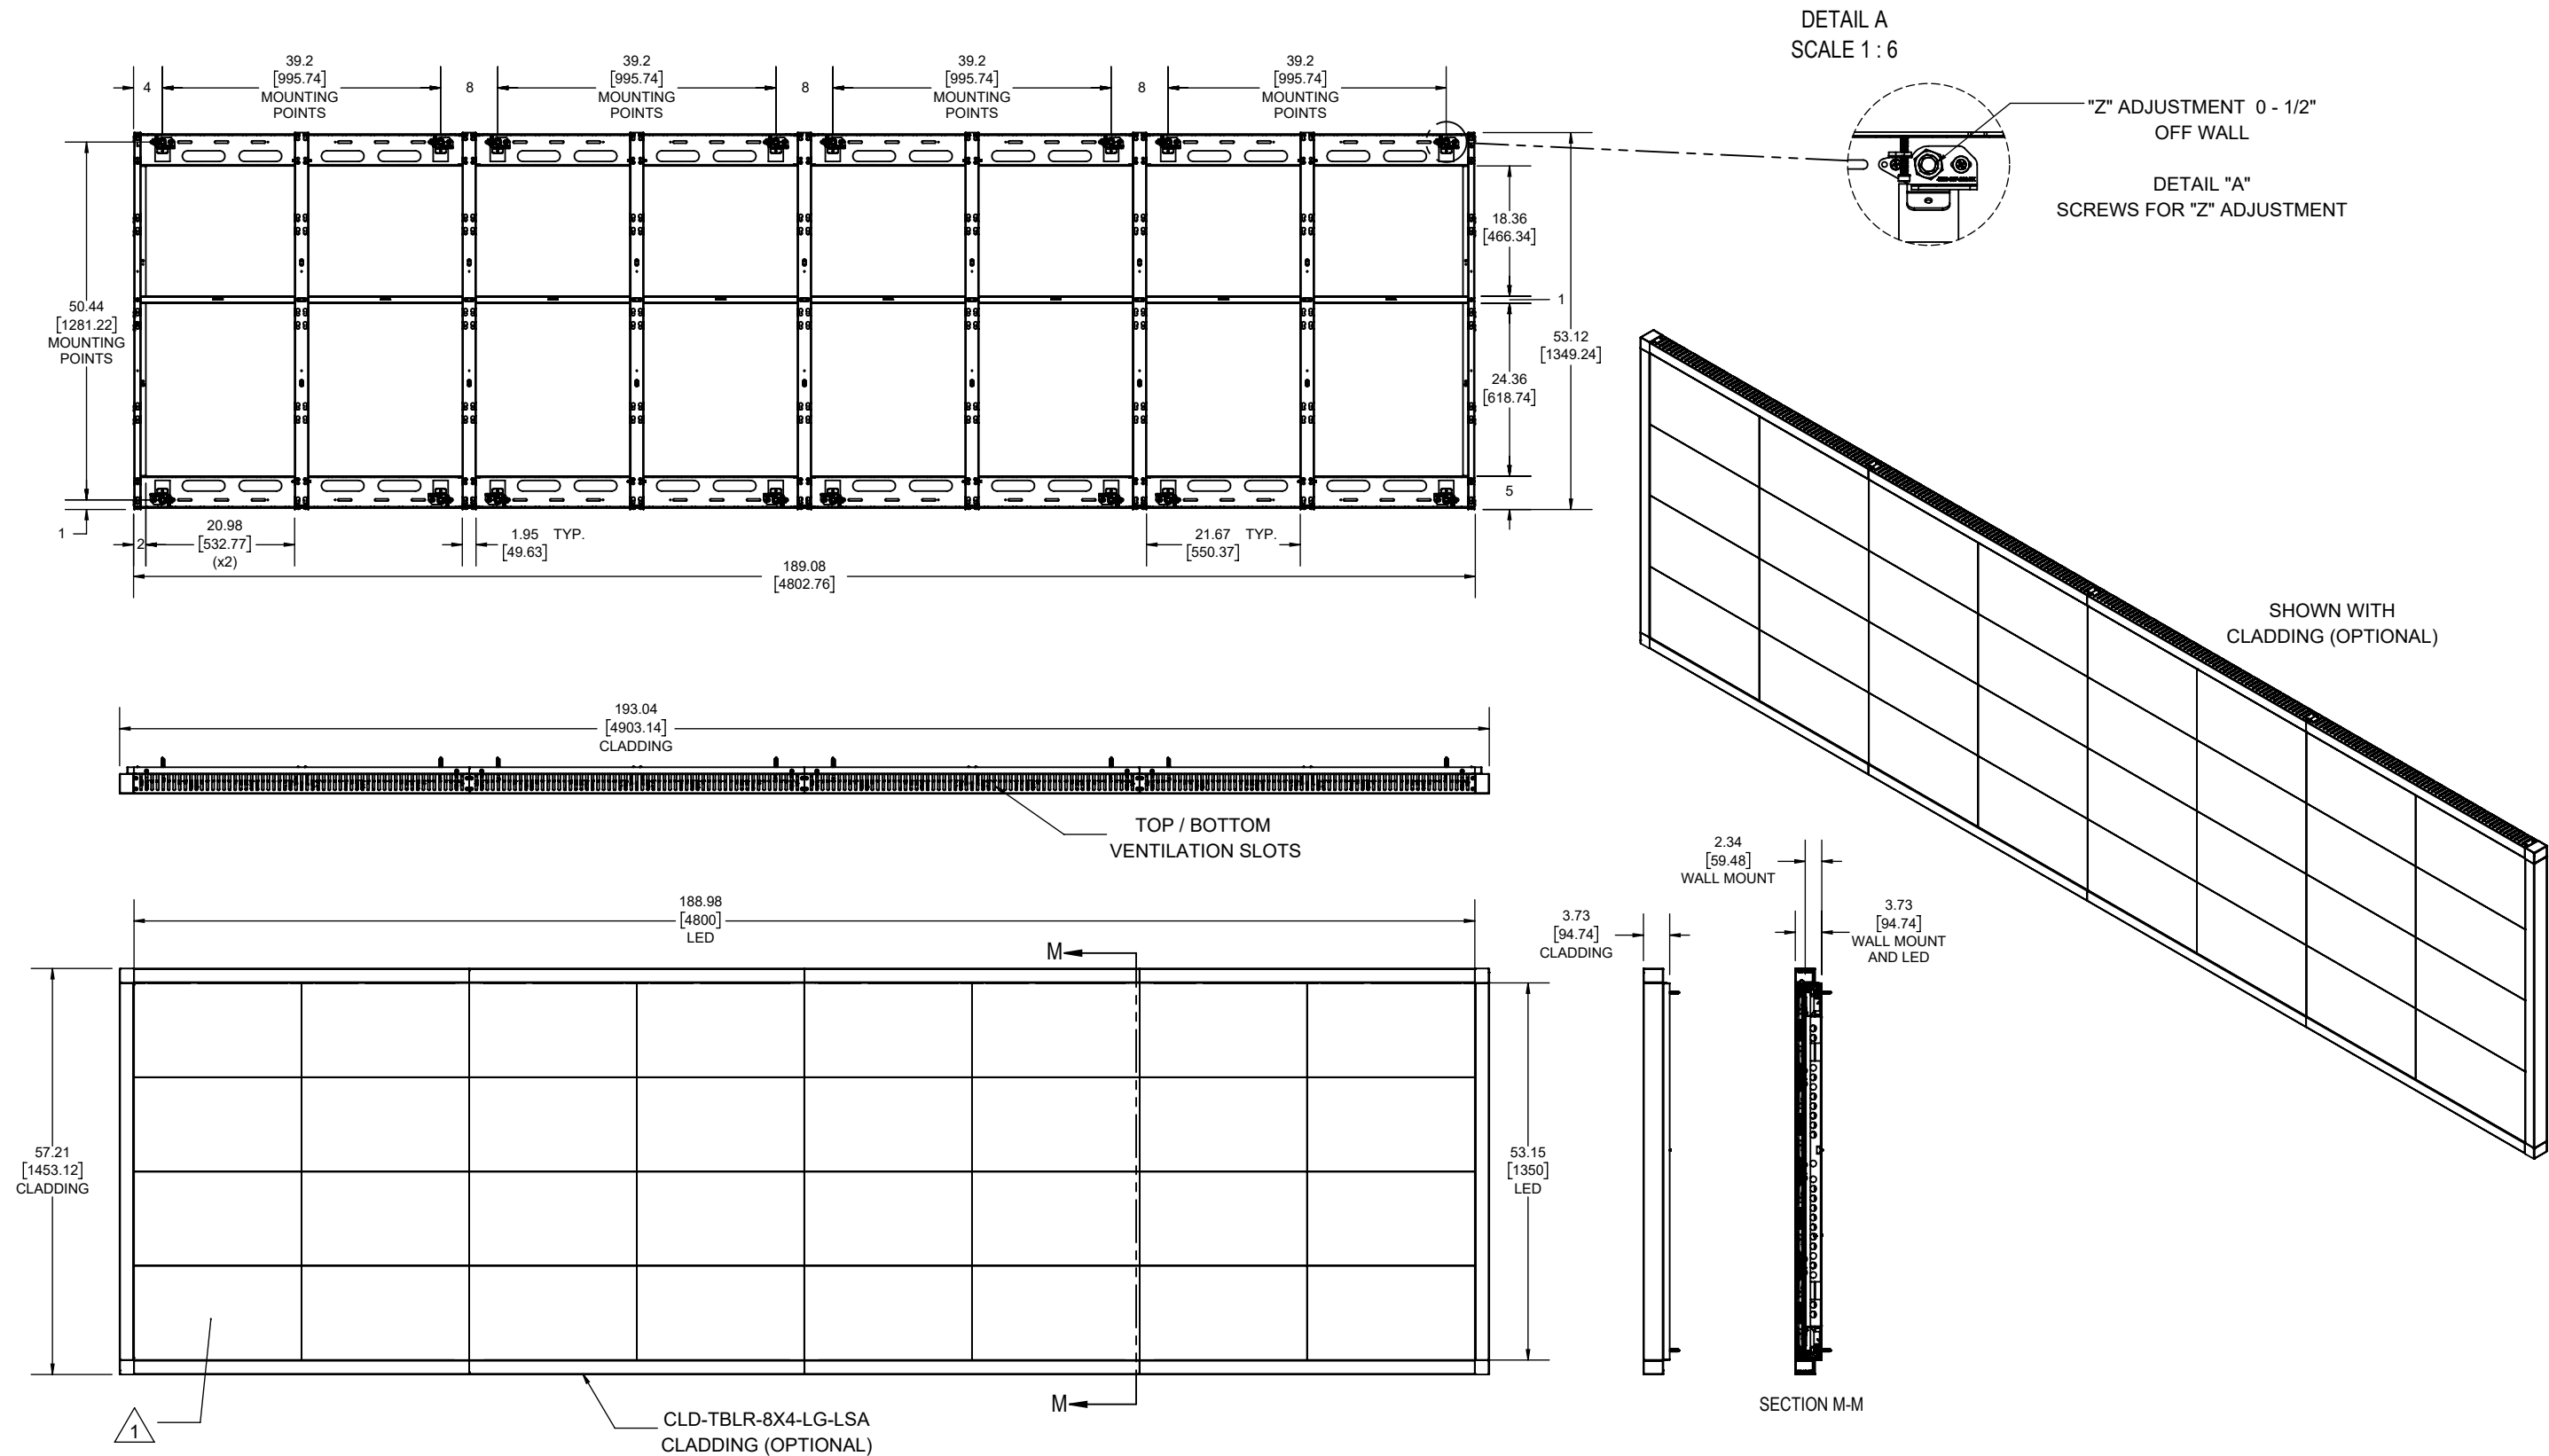 DETAIL A
SCALE 1 : 6
"Z" ADJUSTMENT 0 - 1/2"
OFF WALL
DETAIL "A"
SCREWS FOR "Z" ADJUSTMENT
4
39.2
[995.74]
MOUNTING
POINTS
8
39.2
[995.74]
MOUNTING
POINTS
8
39.2
[995.74]
MOUNTING
POINTS
8
39.2
[995.74]
MOUNTING
POINTS
50.44
[1281.22]
MOUNTING
POINTS
1
18.36
[466.34]
1
53.12
[1349.24]
24.36
[618.74]
5
2
20.98
[532.77]
(x2)
1.95 TYP.
[49.63]
21.67 TYP.
[550.37]
189.08
[4802.76]
SHOWN WITH
CLADDING (OPTIONAL)
193.04
[4903.14]
CLADDING
TOP / BOTTOM
VENTILATION SLOTS
188.98
[4800]
LED
M
M
57.21
[1453.12]
CLADDING
53.15
[1350]
LED
1
CLD-TBLR-8X4-LG-LSA
CLADDING (OPTIONAL)
3.73
[94.74]
CLADDING
2.34
[59.48]
WALL MOUNT
3.73
[94.74]
WALL MOUNT
AND LED
SECTION M-M